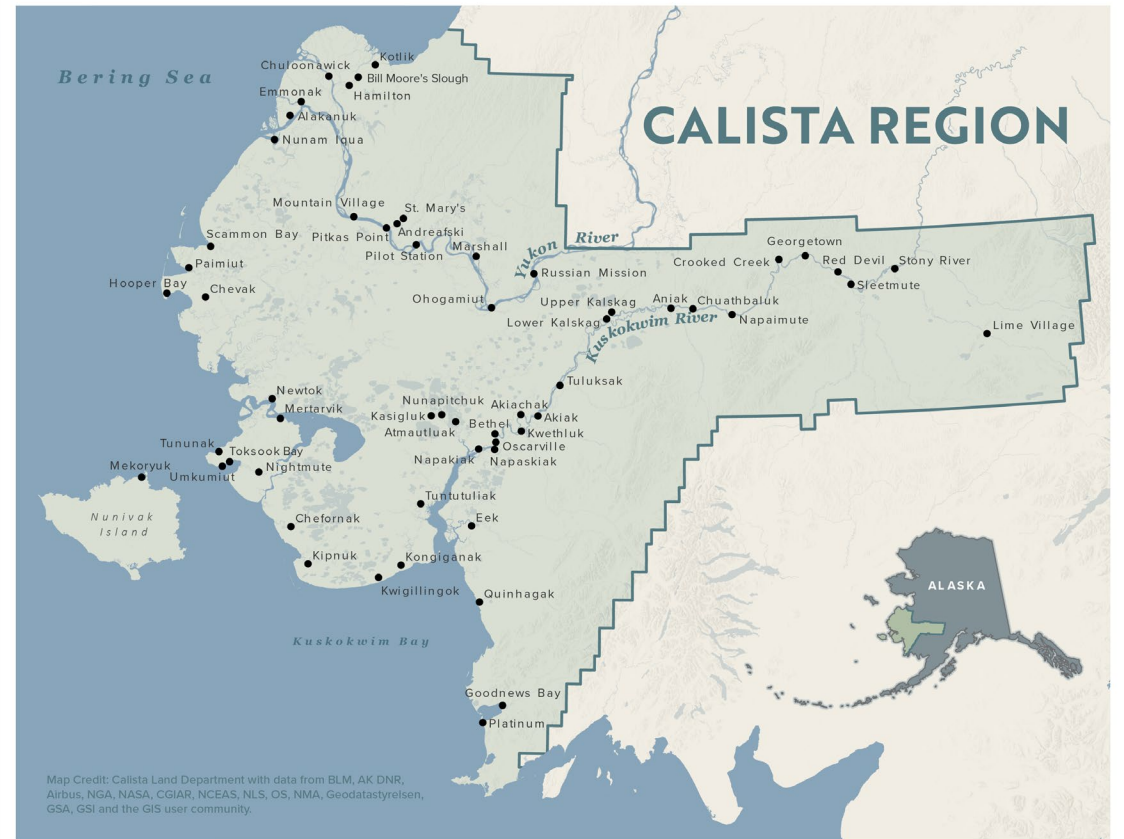 CALISTA REGION
Bering Sea
Kotlik
Chuloonawick
Bill Moore's Slough
Hamilton
Emmonak
Alakanuk
Nunam Iqua
Mountain Village
St. Mary's
Pitkas Point
Andreafski
Pilot Station
Marshall
Scammon Bay
Paimiut
Hooper Bay
Chevak
Yukon River
Russian Mission
Ohogamiut
Georgetown
Crooked Creek
Red Devil
Stony River
Sleetmute
Upper Kalskag
Lower Kalskag
Aniak
Chuathbaluk
Napaimute
Kuskokwim River
Lime Village
Tuluksak
Newtok
Mertarvik
Nunapitchuk
Kasigluk
Atmautluak
Akiachak
Akiak
Bethel
Kwethluk
Oscarville
Napakiak
Napaskiak
Tununak
Toksook Bay
Nightmute
Umkumiut
Mekoryuk
Nunivak
Island
Tuntutuliak
Eek
Chefornak
Kipnuk
Kongiganak
Kwigillingok
Quinhagak
Kuskokwim Bay
Goodnews Bay
Platinum
ALASKA
Map Credit: Calista Land Department with data from BLM, AK DNR,
Airbus, NGA, NASA, CGIAR, NCEAS, NLS, OS, NMA, Geodatastyrelsen,
GSA, GSI and the GIS user community.